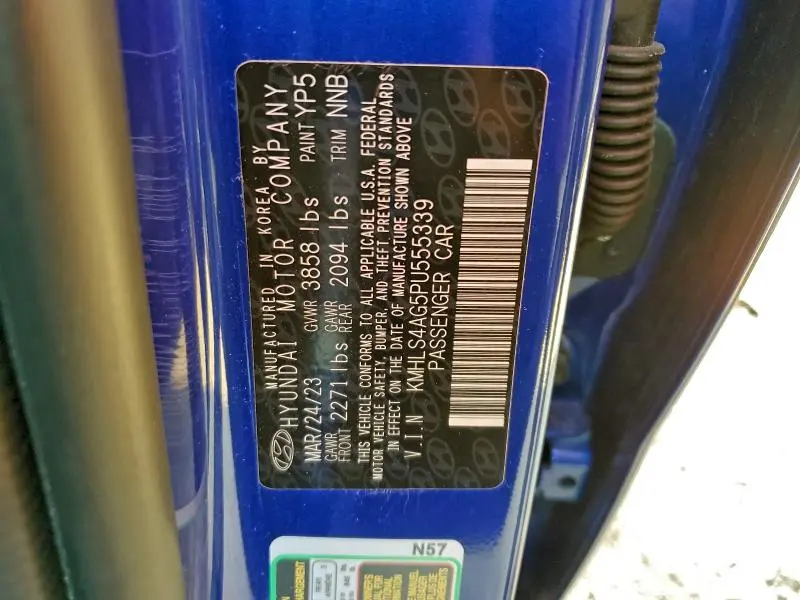 MANUFACTURED IN KOREA BY
HYUNDAI MOTOR COMPANY
MAR/24/23 GVWR 3858 lbs PAINT YP5
GAWR FRONT 2271 lbs GAWR REAR 2094 lbs TRIM NNB
THIS VEHICLE CONFORMS TO ALL APPLICABLE U.S.A. FEDERAL
MOTOR VEHICLE SAFETY, BUMPER, AND THEFT PREVENTION STANDARDS
IN EFFECT ON THE DATE OF MANUFACTURE SHOWN ABOVE
V.I.N KMHLS4AG5PU555339
PASSENGER CAR
N57